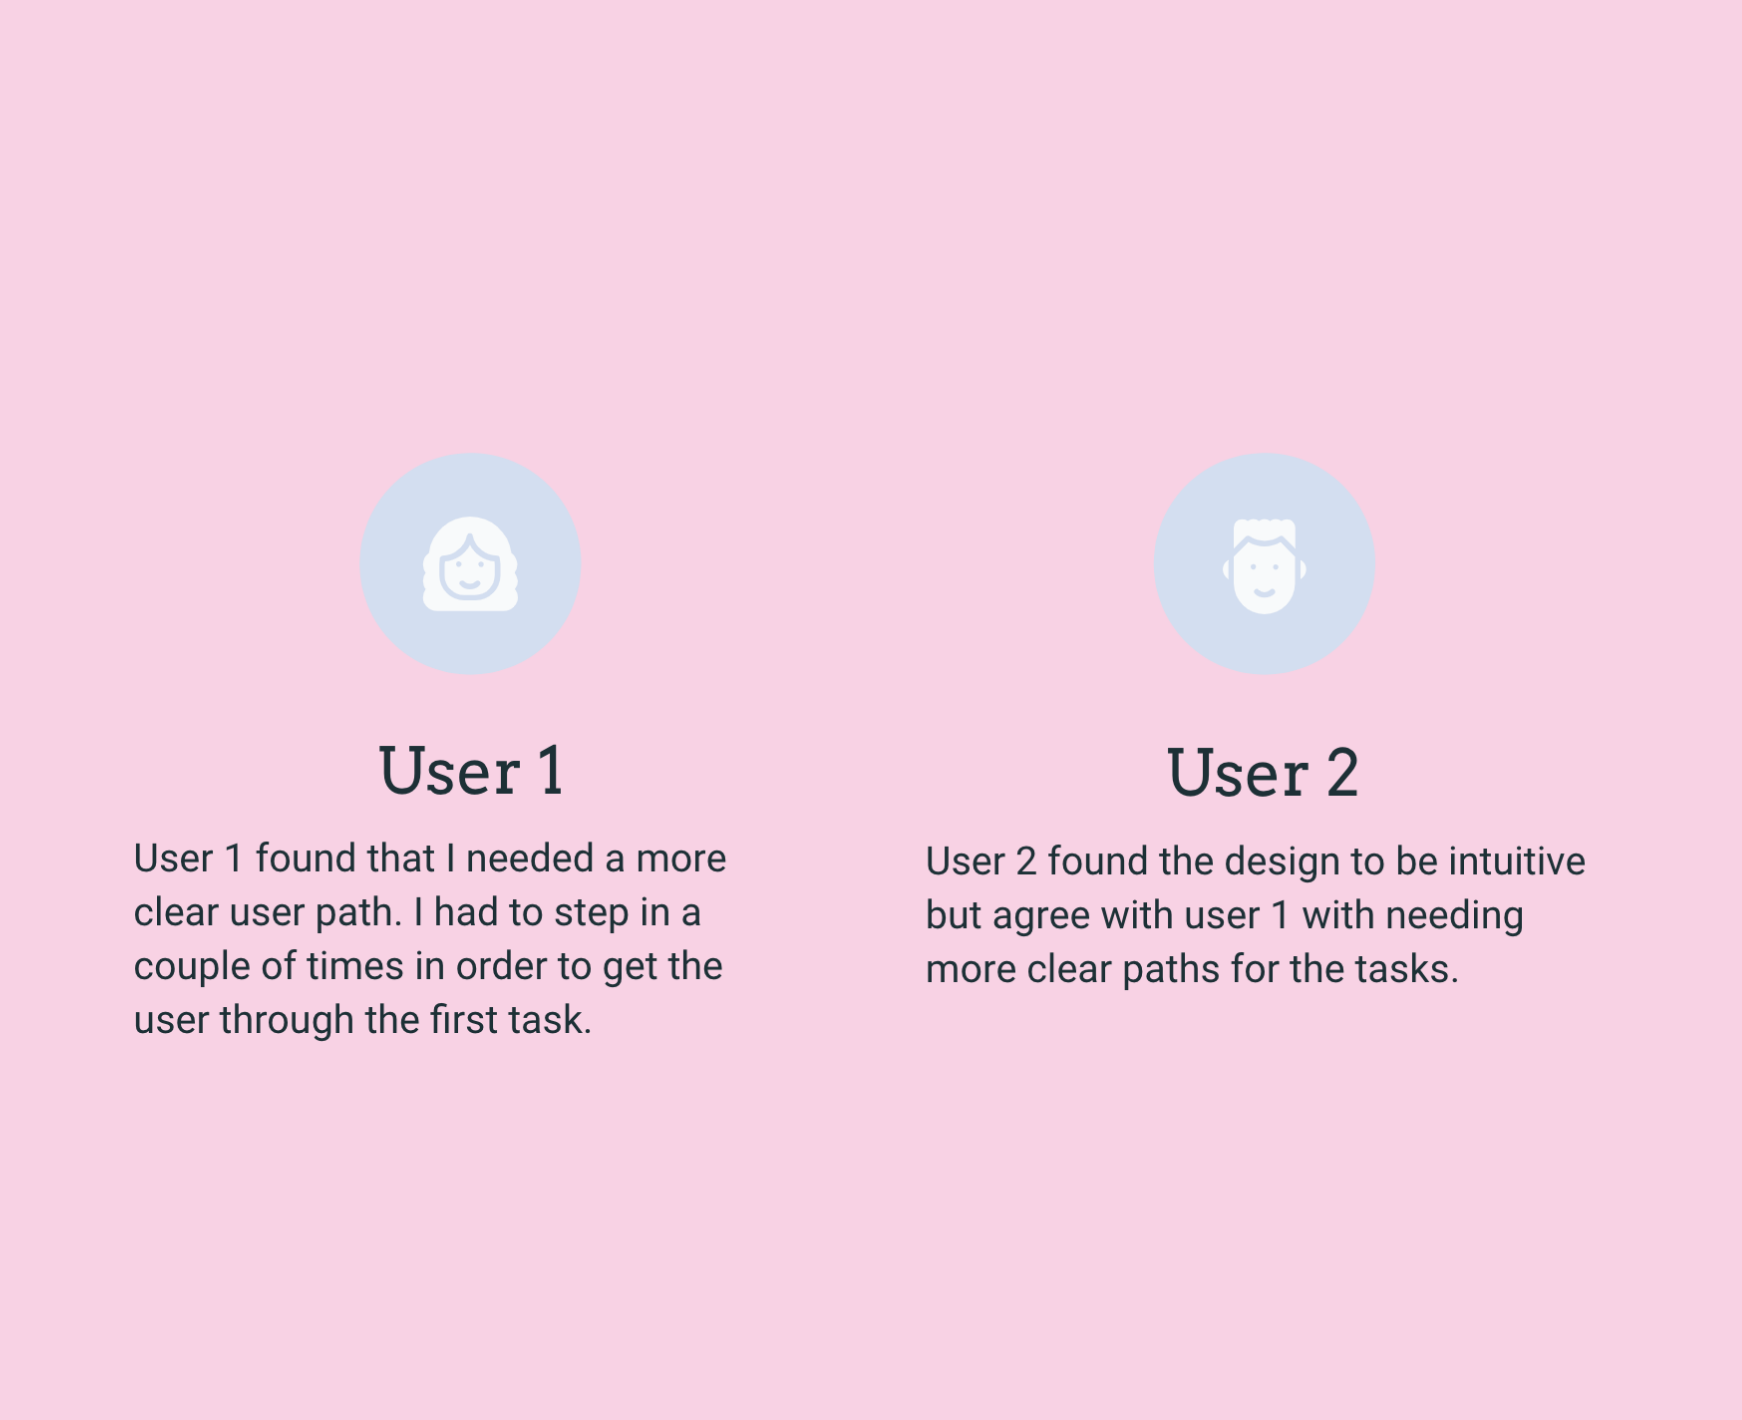 User 1
User 1 found that I needed a more
clear user path. I had to step in a
couple of times in order to get the
user through the first task.
User 2
User 2 found the design to be intuitive
but agree with user 1 with needing
more clear paths for the tasks.